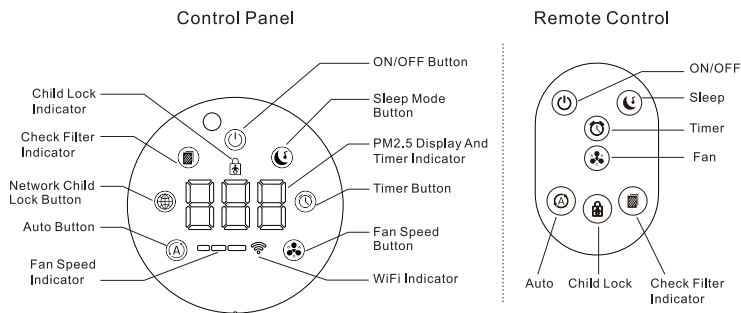 Control Panel
Remote Control
ON/OFF Button
Child Lock
Indicator
Sleep Mode
Button
Check Filter
Indicator
PM2.5 Display And
Timer Indicator
Network Child
Lock Button
Timer Button
Auto Button
Fan Speed
Button
Fan Speed
Indicator
WiFi Indicator
A
888
ON/OFF
Sleep
Timer
Fan
A
Auto
Child Lock
Check Filter
Indicator